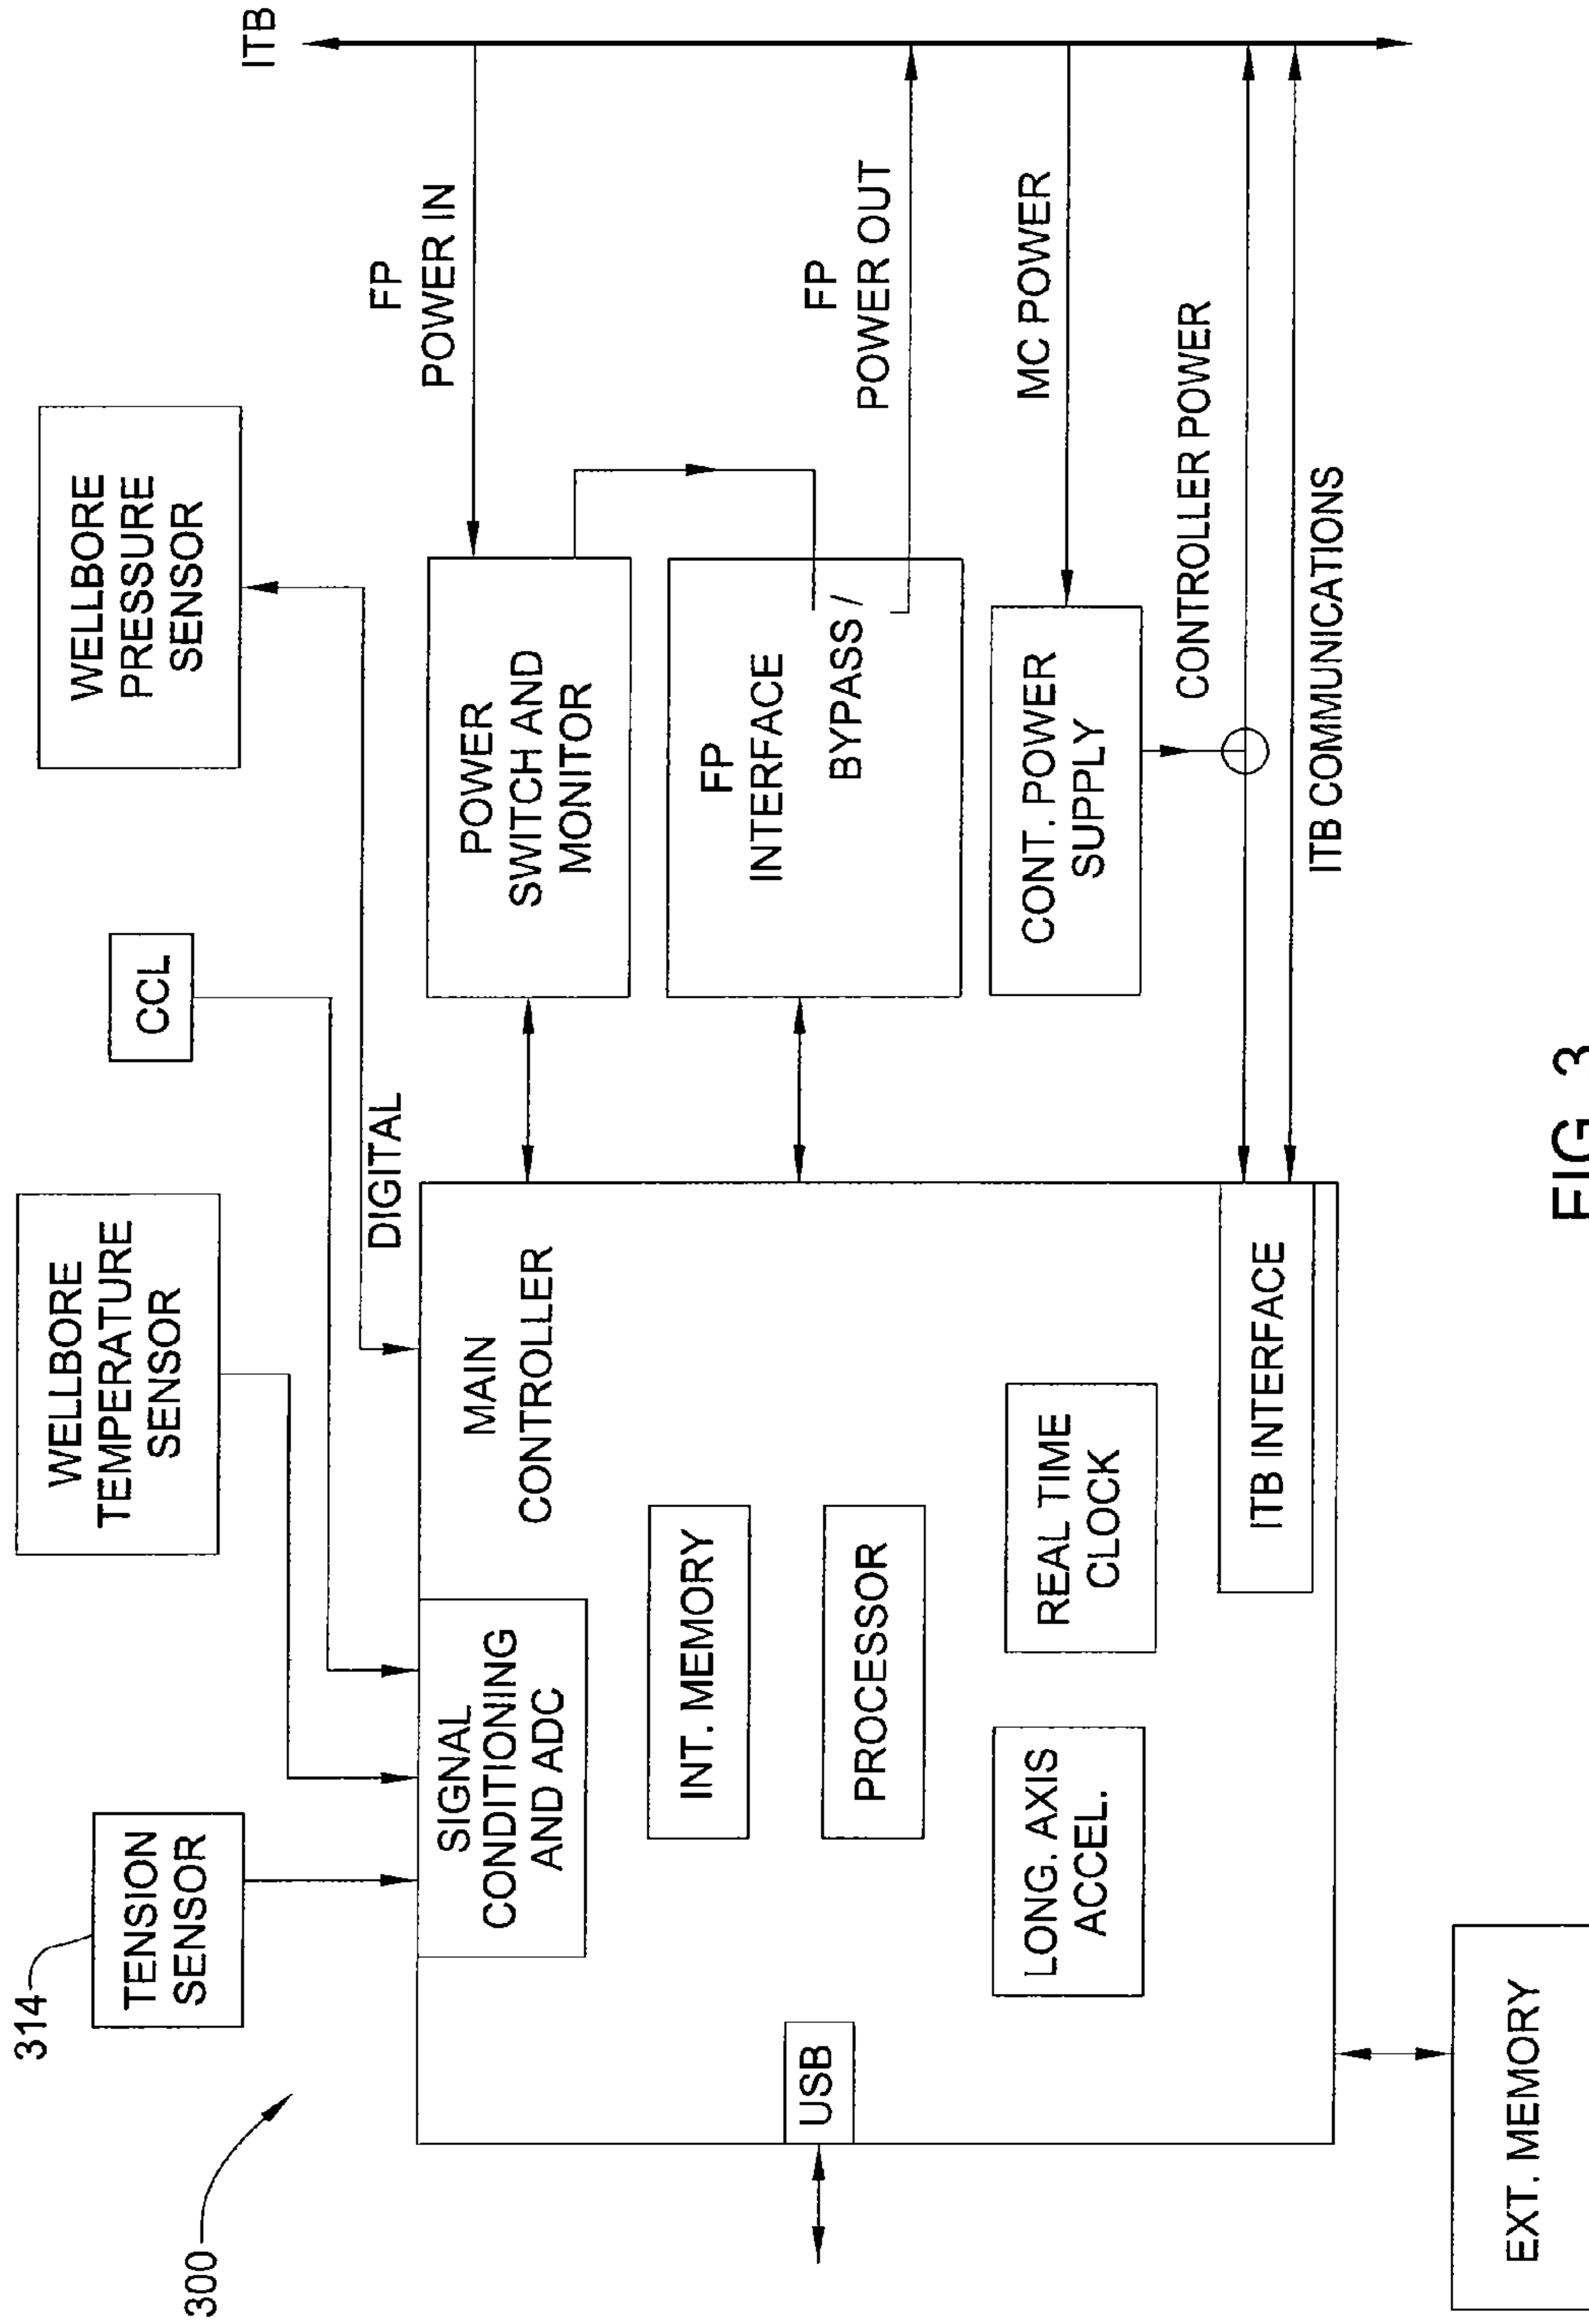 300
314
TENSION
SENSOR
WELLBORE
TEMPERATURE
SENSOR
CCL
WELLBORE
PRESSURE
SENSOR
ITB
DIGITAL
SIGNAL
CONDITIONING
AND ADC
MAIN
CONTROLLER
POWER
SWITCH AND
MONITOR
FP
POWER IN
INT. MEMORY
FP
INTERFACE
BYPASS /
FP
POWER OUT
USB
PROCESSOR
LONG. AXIS
ACCEL.
REAL TIME
CLOCK
CONT. POWER
SUPPLY
MC POWER
CONTROLLER POWER
ITB INTERFACE
ITB COMMUNICATIONS
EXT. MEMORY
FIG. 3